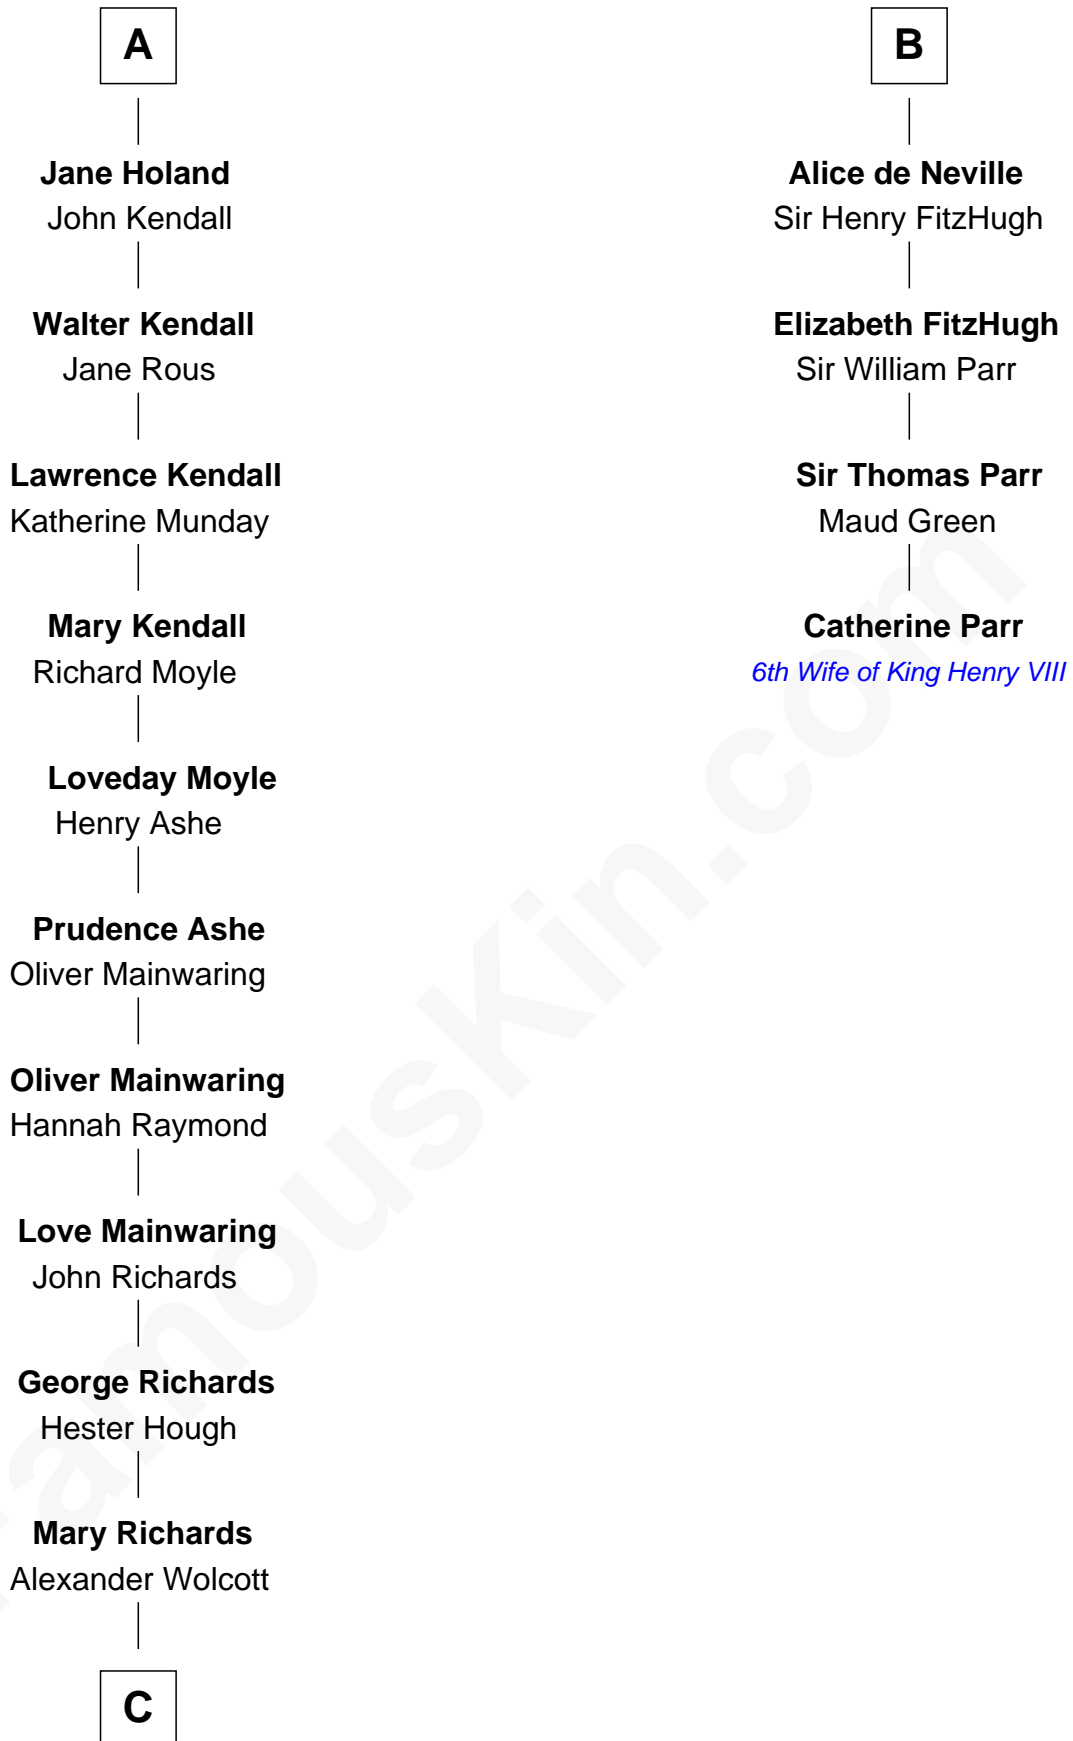 A
Jane Holand
John Kendall
Walter Kendall
Jane Rous
Lawrence Kendall
Katherine Munday
Mary Kendall
Richard Moyle
Loveday Moyle
Henry Ashe
Prudence Ashe
Oliver Mainwaring
Oliver Mainwaring
Hannah Raymond
Love Mainwaring
John Richards
George Richards
Hester Hough
Mary Richards
Alexander Wolcott
C
B
Alice de Neville
Sir Henry FitzHugh
Elizabeth FitzHugh
Sir William Parr
Sir Thomas Parr
Maud Green
Catherine Parr
6th Wife of King Henry VIII
FamousKin.com